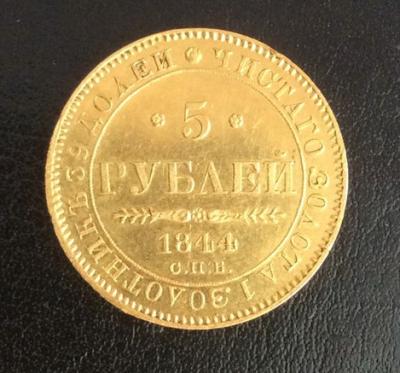 ЧИСТАГО ЗОЛОТА 1 ЗОЛОТНИКЪ 39 ДОЛЕЙ
5
РУБЛЕЙ
1844
С.П.Б.